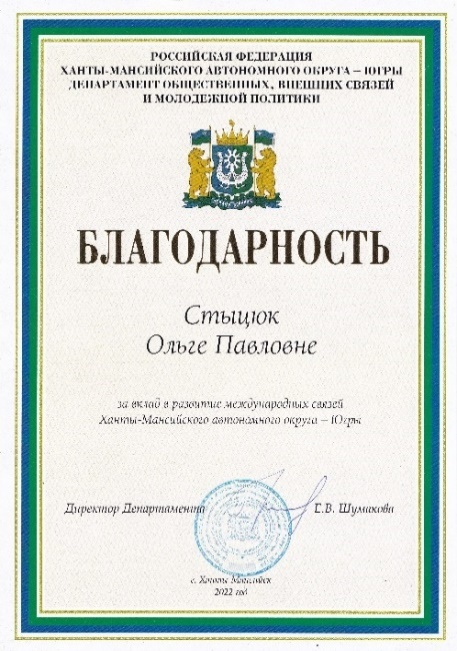 РОССИЙСКАЯ ФЕДЕРАЦИЯ
ХАНТЫ-МАНСИЙСКОГО АВТОНОМНОГО ОКРУГА – ЮГРЫ
ДЕПАРТАМЕНТ ОБЩЕСТВЕННЫХ, ВНЕШНИХ СВЯЗЕЙ
И МОЛОДЕЖНОЙ ПОЛИТИКИ
БЛАГОДАРНОСТЬ
Стыцюк
Ольге Павловне
за вклад в развитие международных связей
Ханты-Мансийского автономного округа – Югры
Директор Департамента Е.В. Шумакова
г. Ханты-Мансийск
2022 год